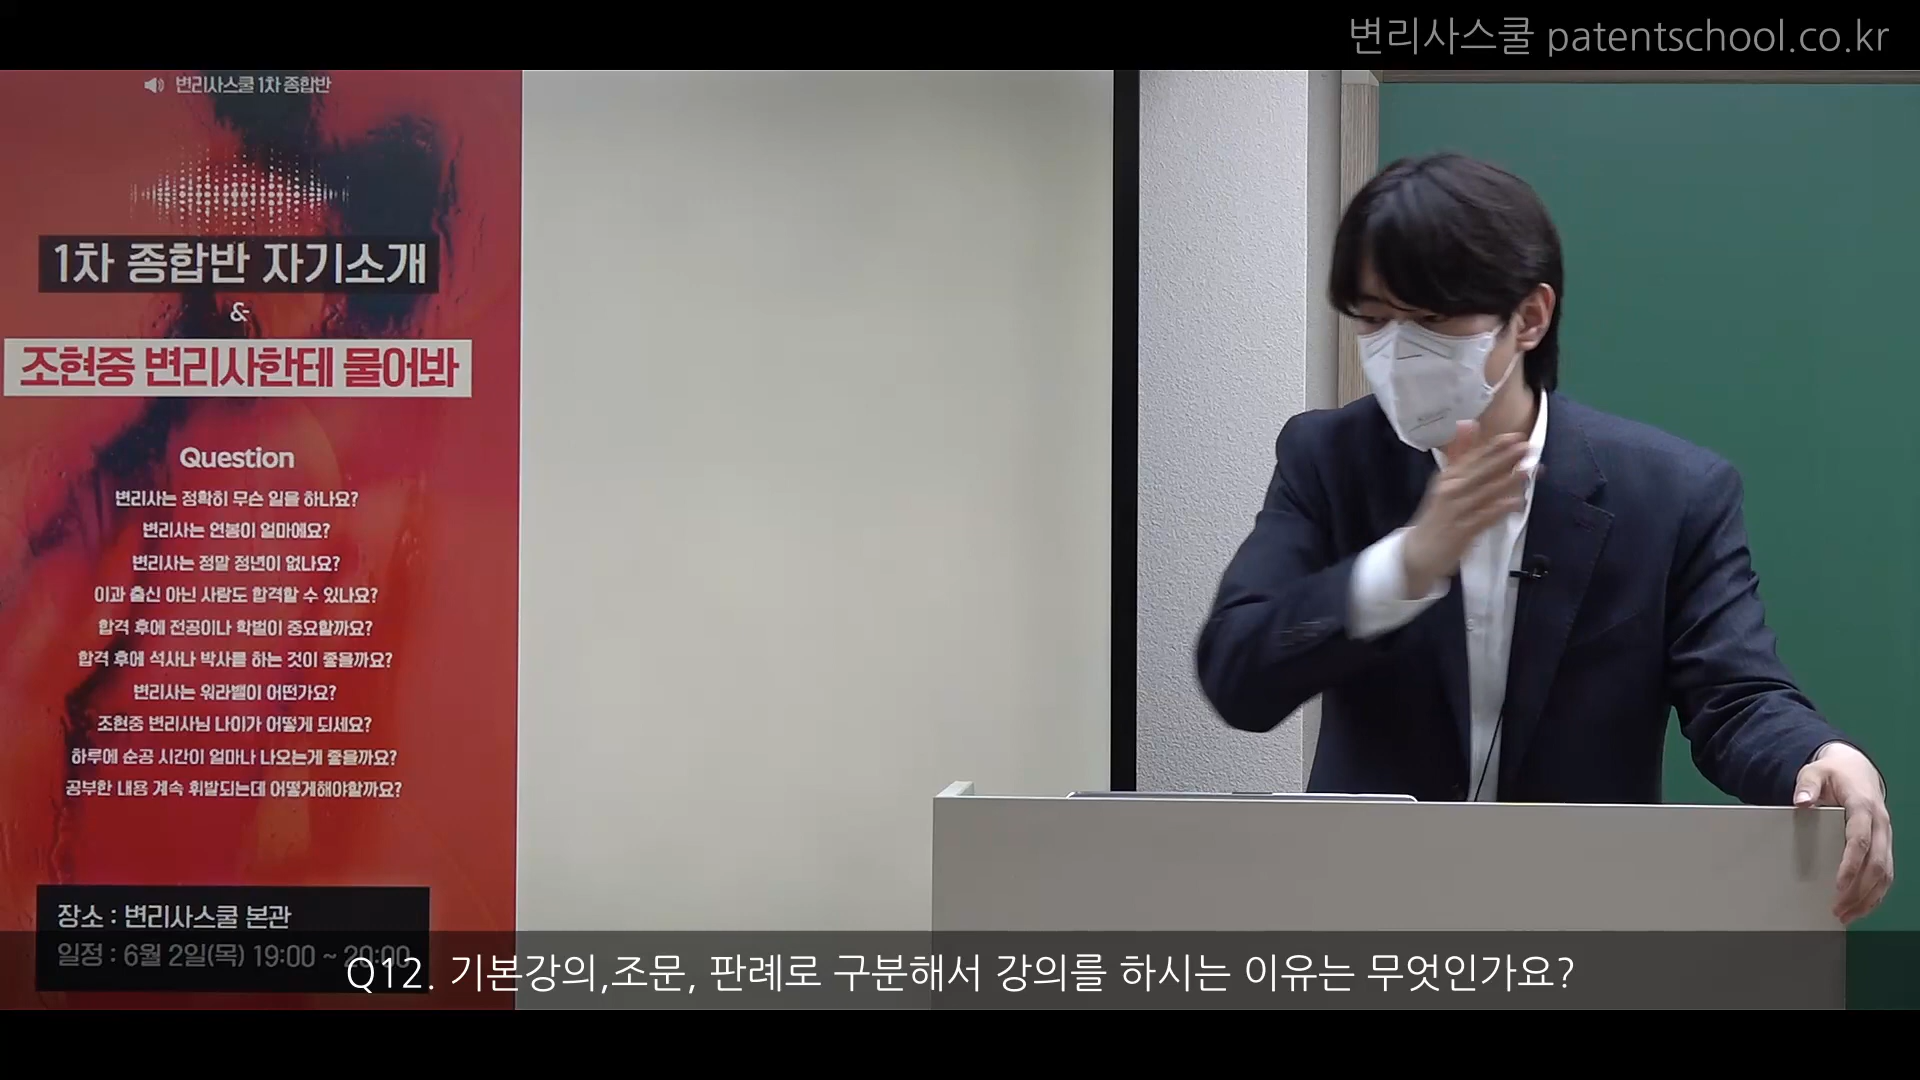 변리사스쿨 patentschool.co.kr
변리사스쿨 1차 종합반
1차 종합반 자기소개
&
조현중 변리사한테 물어봐
Question
변리사는 정확히 무슨 일을 하나요?
변리사는 연봉이 얼마에요?
변리사는 정말 정년이 없나요?
이과 출신 아닌 사람도 합격할 수 있나요?
합격 후에 전공이나 학벌이 중요할까요?
합격 후에 석사나 박사를 하는 것이 좋을까요?
변리사는 워라밸이 어떤가요?
조현중 변리사님 나이가 어떻게 되세요?
하루에 순공 시간이 얼마나 나오는게 좋을까요?
공부한 내용 계속 휘발되는데 어떻게해야할까요?
장소 : 변리사스쿨 본관
일정 : 6월 2일(목) 19:00 ~ 20:00
Q12. 기본강의,조문, 판례로 구분해서 강의를 하시는 이유는 무엇인가요?